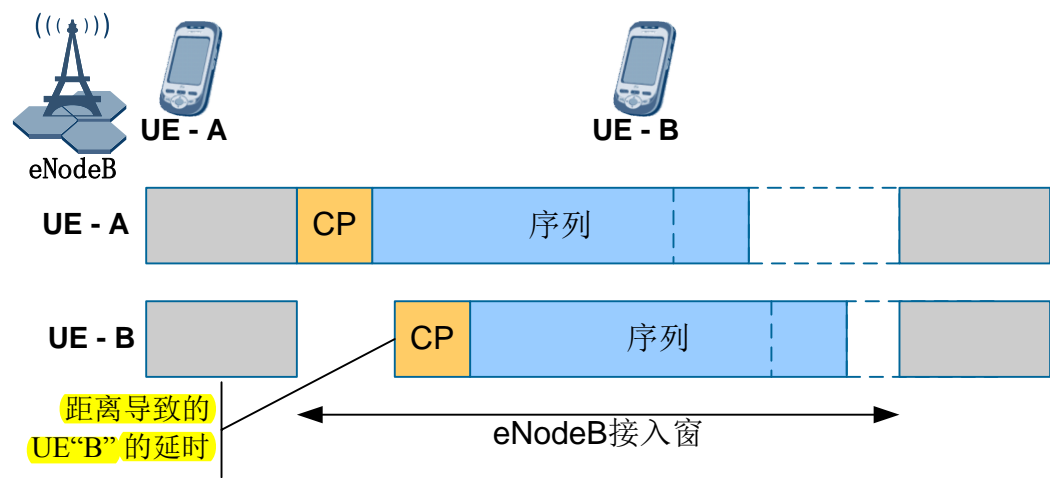 UE - A
UE - B
eNodeB
UE - A
CP
序列
UE - B
CP
序列
距离导致的
UE“B” 的延时
eNodeB接入窗